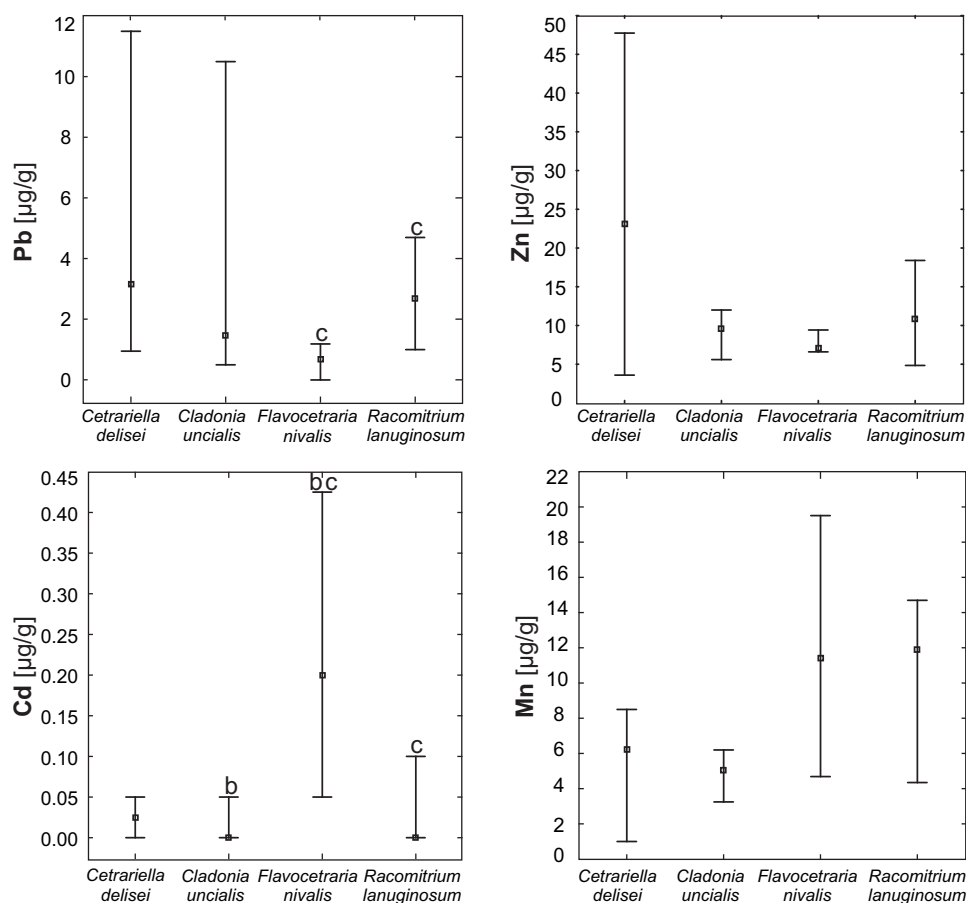 12
10
8
6
4
2
0
Pb [µg/g]
c
c
Cetrariella
delisei
Cladonia
uncialis
Flavocetraria
nivalis
Racomitrium
lanuginosum
50
45
40
35
30
25
20
15
10
5
0
Zn [µg/g]
Cetrariella
delisei
Cladonia
uncialis
Flavocetraria
nivalis
Racomitrium
lanuginosum
0.45
0.40
0.35
0.30
0.25
0.20
0.15
0.10
0.05
0.00
Cd [µg/g]
b
bc
c
Cetrariella
delisei
Cladonia
uncialis
Flavocetraria
nivalis
Racomitrium
lanuginosum
22
20
18
16
14
12
10
8
6
4
2
0
Mn [µg/g]
Cetrariella
delisei
Cladonia
uncialis
Flavocetraria
nivalis
Racomitrium
lanuginosum